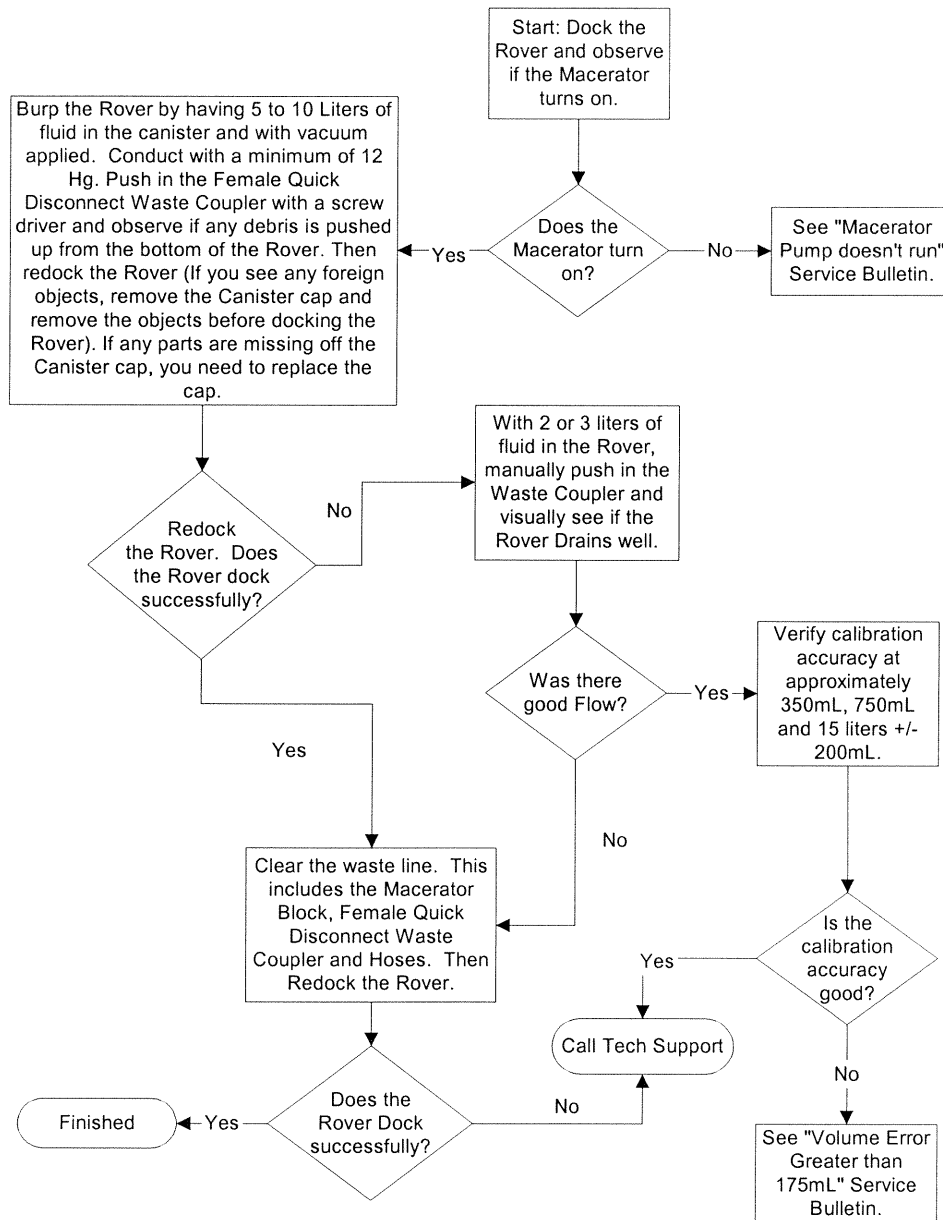 Start: Dock the
Rover and observe
if the Macerator
turns on.
Does the
Macerator turn
on?
No
See "Macerator
Pump doesn't run"
Service Bulletin.
Yes
Burp the Rover by having 5 to 10 Liters of
fluid in the canister and with vacuum
applied. Conduct with a minimum of 12
Hg. Push in the Female Quick
Disconnect Waste Coupler with a screw
driver and observe if any debris is pushed
up from the bottom of the Rover. Then
redock the Rover (If you see any foreign
objects, remove the Canister cap and
remove the objects before docking the
Rover). If any parts are missing off the
Canister cap, you need to replace the
cap.
Redock
the Rover. Does
the Rover dock
successfully?
No
With 2 or 3 liters of
fluid in the Rover,
manually push in the
Waste Coupler and
visually see if the
Rover Drains well.
Was there
good Flow?
Yes
Verify calibration
accuracy at
approximately
350mL, 750mL
and 15 liters +/-
200mL.
Yes
No
Clear the waste line. This
includes the Macerator
Block, Female Quick
Disconnect Waste
Coupler and Hoses. Then
Redock the Rover.
Is the
calibration
accuracy
good?
Yes
Call Tech Support
No
See "Volume Error
Greater than
175mL" Service
Bulletin.
Does the
Rover Dock
successfully?
No
Yes
Finished